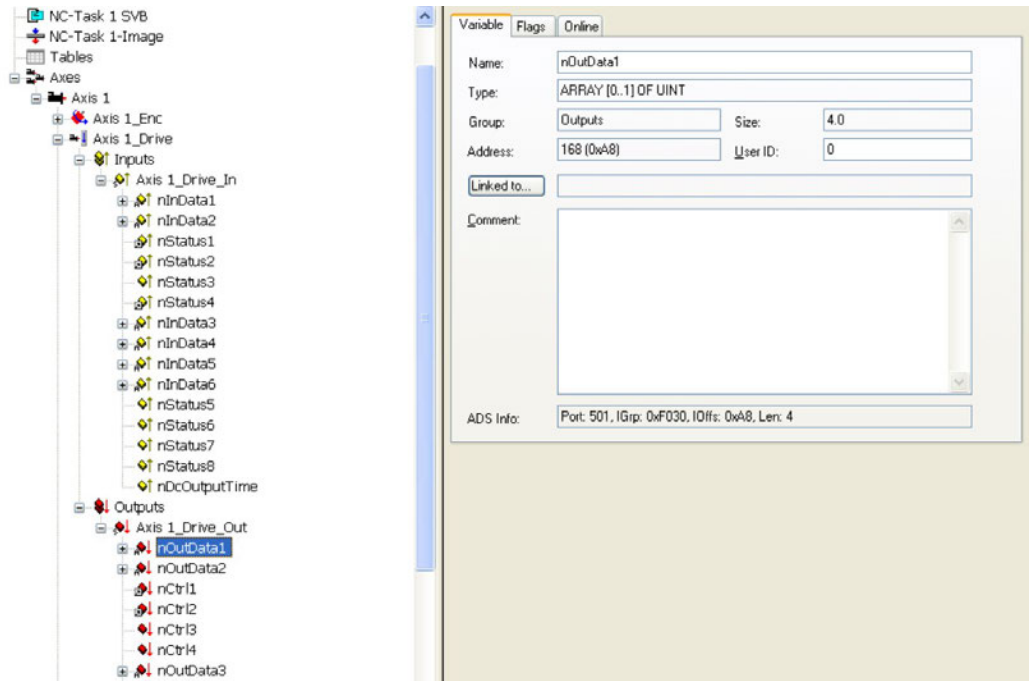 NC-Task 1 SVB
NC-Task 1-Image
Tables
Axes
Axis 1
Axis 1_Enc
Axis 1_Drive
Inputs
Axis 1_Drive_In
nInData1
nInData2
nStatus1
nStatus2
nStatus3
nStatus4
nInData3
nInData4
nInData5
nInData6
nStatus5
nStatus6
nStatus7
nStatus8
nDcOutputTime
Outputs
Axis 1_Drive_Out
nOutData1
nOutData2
nCtrl1
nCtrl2
nCtrl3
nCtrl4
nOutData3
Variable Flags Online
Name: nOutData1
Type: ARRAY [0..1] OF UINT
Group: Outputs Size: 4.0
Address: 168 (0xA8) User ID: 0
Linked to...
Comment:
ADS Info: Port: 501, IGrp: 0xF030, IOffs: 0xA8, Len: 4